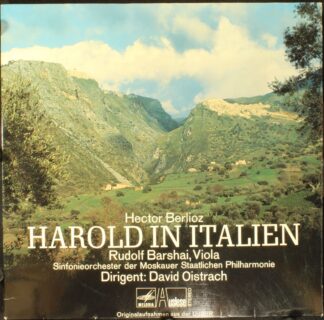 Hector Berlioz
HAROLD IN ITALIEN
Rudolf Barshai, Viola
Sinfonieorchester der Moskauer Staatlichen Philharmonie
Dirigent: David Oistrach
Originalaufnahmen aus der UdSSR